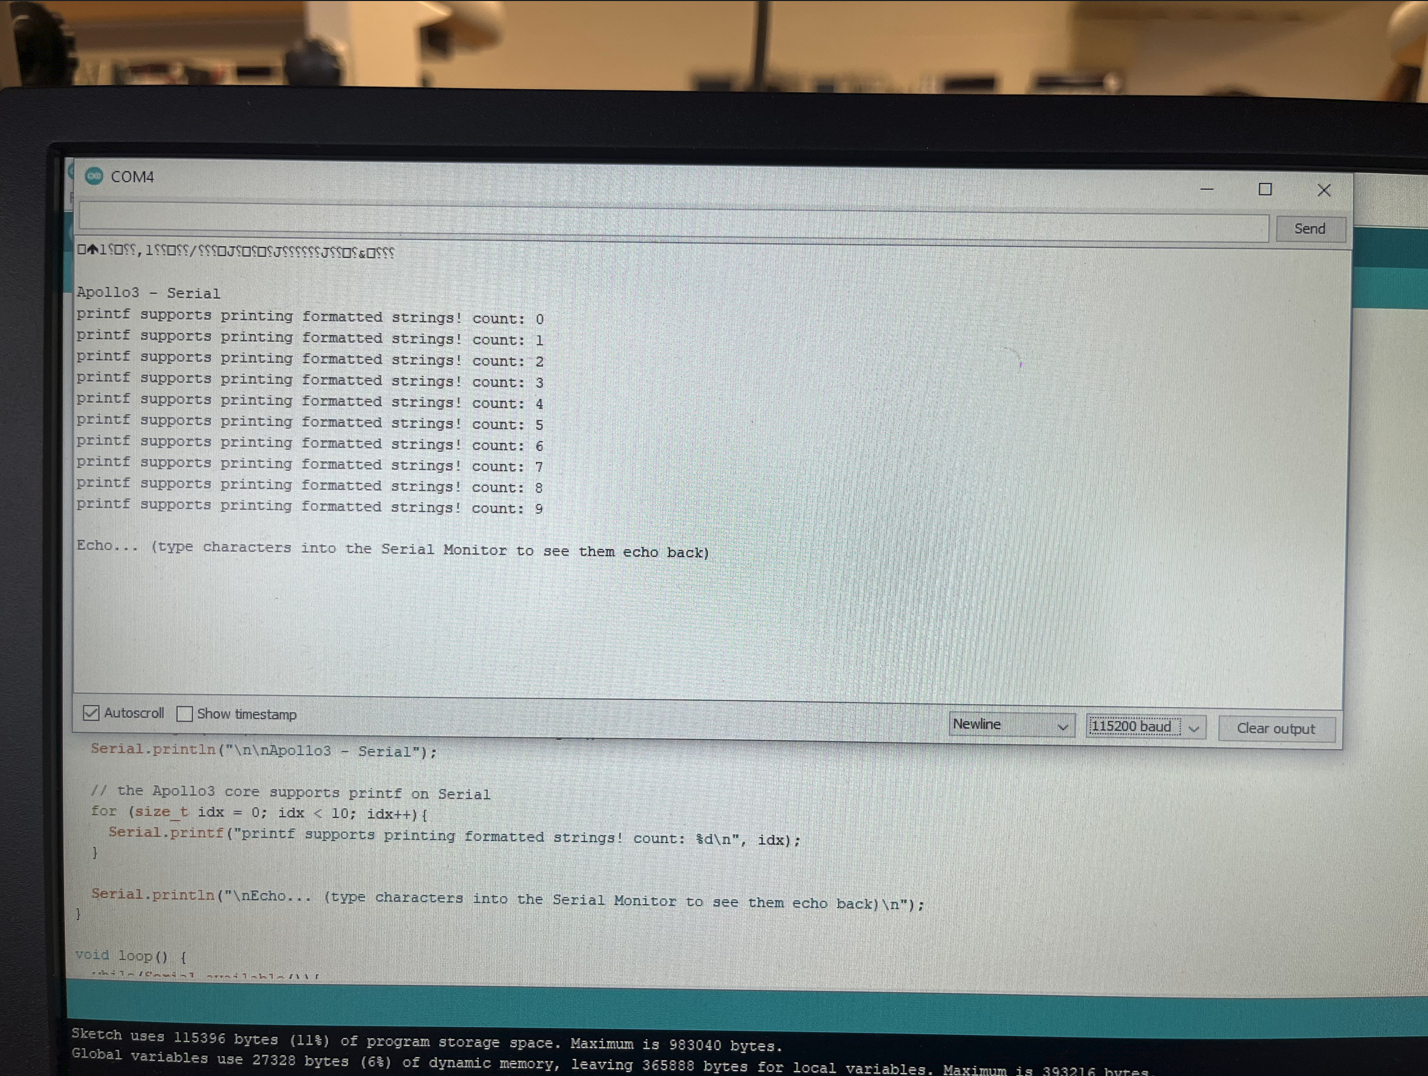 COM4
Send
Apollo3 - Serial
printf supports printing formatted strings! count: 0
printf supports printing formatted strings! count: 1
printf supports printing formatted strings! count: 2
printf supports printing formatted strings! count: 3
printf supports printing formatted strings! count: 4
printf supports printing formatted strings! count: 5
printf supports printing formatted strings! count: 6
printf supports printing formatted strings! count: 7
printf supports printing formatted strings! count: 8
printf supports printing formatted strings! count: 9
Echo... (type characters into the Serial Monitor to see them echo back)
Autoscroll Show timestamp Newline 115200 baud Clear output
Serial.println("\n\nApollo3 - Serial");
// the Apollo3 core supports printf on Serial
for (size_t idx = 0; idx < 10; idx++){
Serial.printf("printf supports printing formatted strings! count: %d\n", idx);
}
Serial.println("\nEcho... (type characters into the Serial Monitor to see them echo back)\n");
}
void loop() {
Sketch uses 115396 bytes (11%) of program storage space. Maximum is 983040 bytes.
Global variables use 27328 bytes (6%) of dynamic memory, leaving 365888 bytes for local variables. Maximum is 393216 bytes.